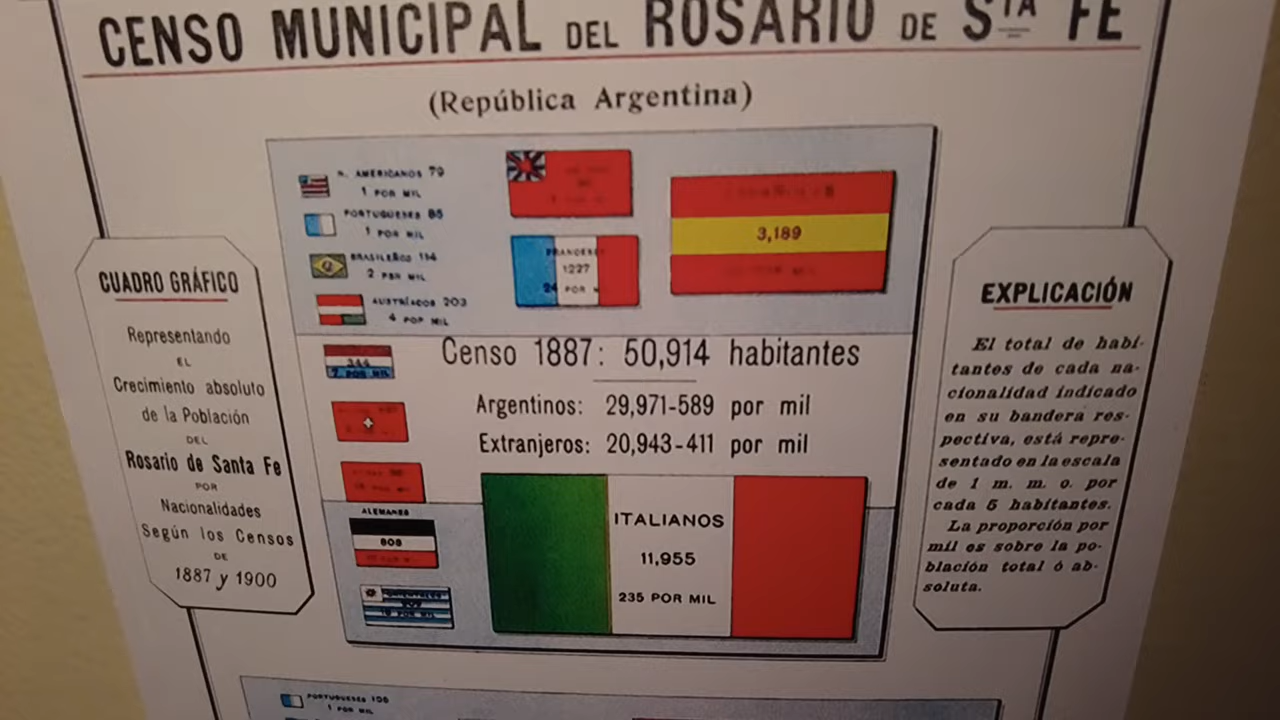 CENSO MUNICIPAL DEL ROSARIO DE STA FE
(República Argentina)
CUADRO GRÁFICO
Representando
EL
Crecimiento absoluto
de la Población
DEL
Rosario de Santa Fe
POR
Nacionalidades
Según los Censos
DE
1887 y 1900
N. AMERICANOS 79
1 POR MIL
PORTUGUESES 85
1 POR MIL
BRASILEÑOS
2 POR MIL
AUSTRÍACOS 203
4 POR MIL
1227
3,189
344
7 POR MIL
Censo 1887: 50,914 habitantes
Argentinos: 29,971-589 por mil
Extranjeros: 20,943-411 por mil
ALEMANES
ITALIANOS
11,955
235 POR MIL
EXPLICACIÓN
El total de habi-
tantes de cada na-
cionalidad indicado
en su bandera res-
pectiva, está repre-
sentado en la escala
de 1 m. m. o. por
cada 5 habitantes.
La proporción por
mil es sobre la po-
blación total ó ab-
soluta.
PORTUGUESES
1 POR MIL